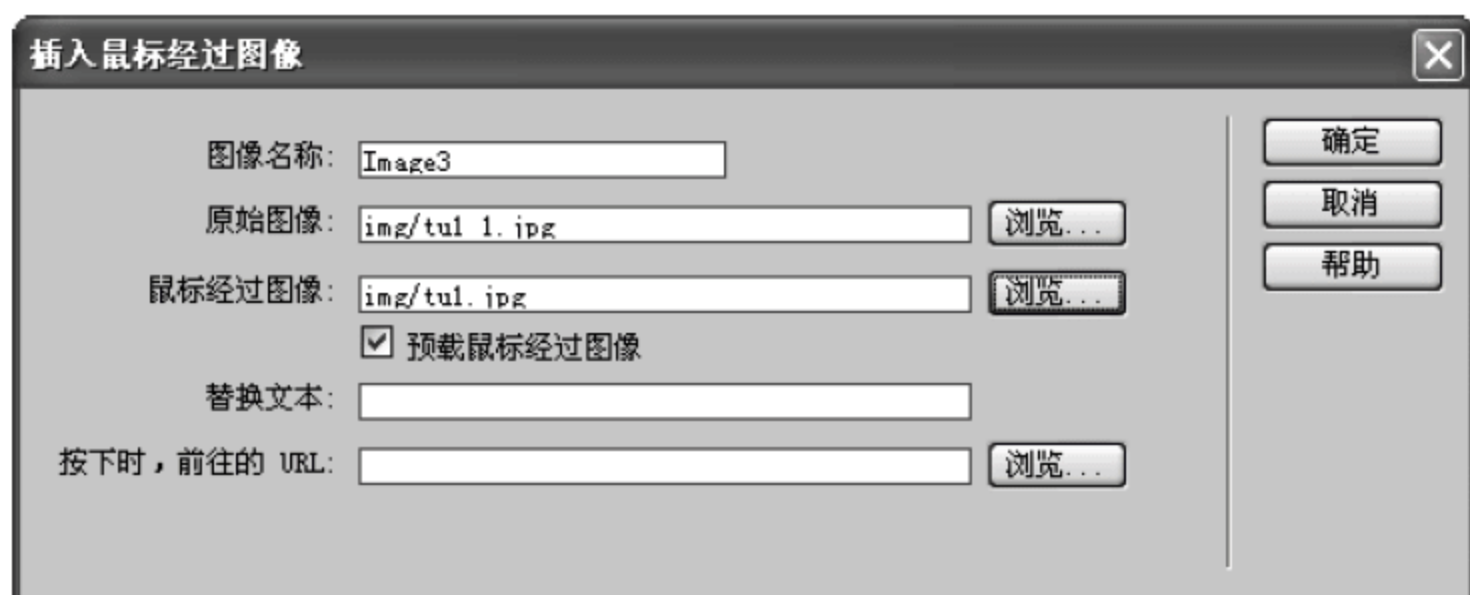 插入鼠标经过图像
图像名称: Image3
确定
原始图像: img/tu1_1.jpg 浏览...
取消
鼠标经过图像: img/tu1.jpg 浏览...
帮助
预载鼠标经过图像
替换文本:
按下时，前往的 URL: 浏览...